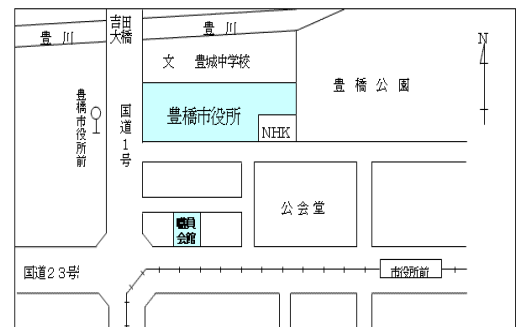 吉田
大橋
豊 川
豊 川
N
文 豊城中学校
豊 橋 公 園
豊橋市役所前
国道1号
豊橋市役所
NHK
公 会 堂
職員
会館
国道23号
市役所前